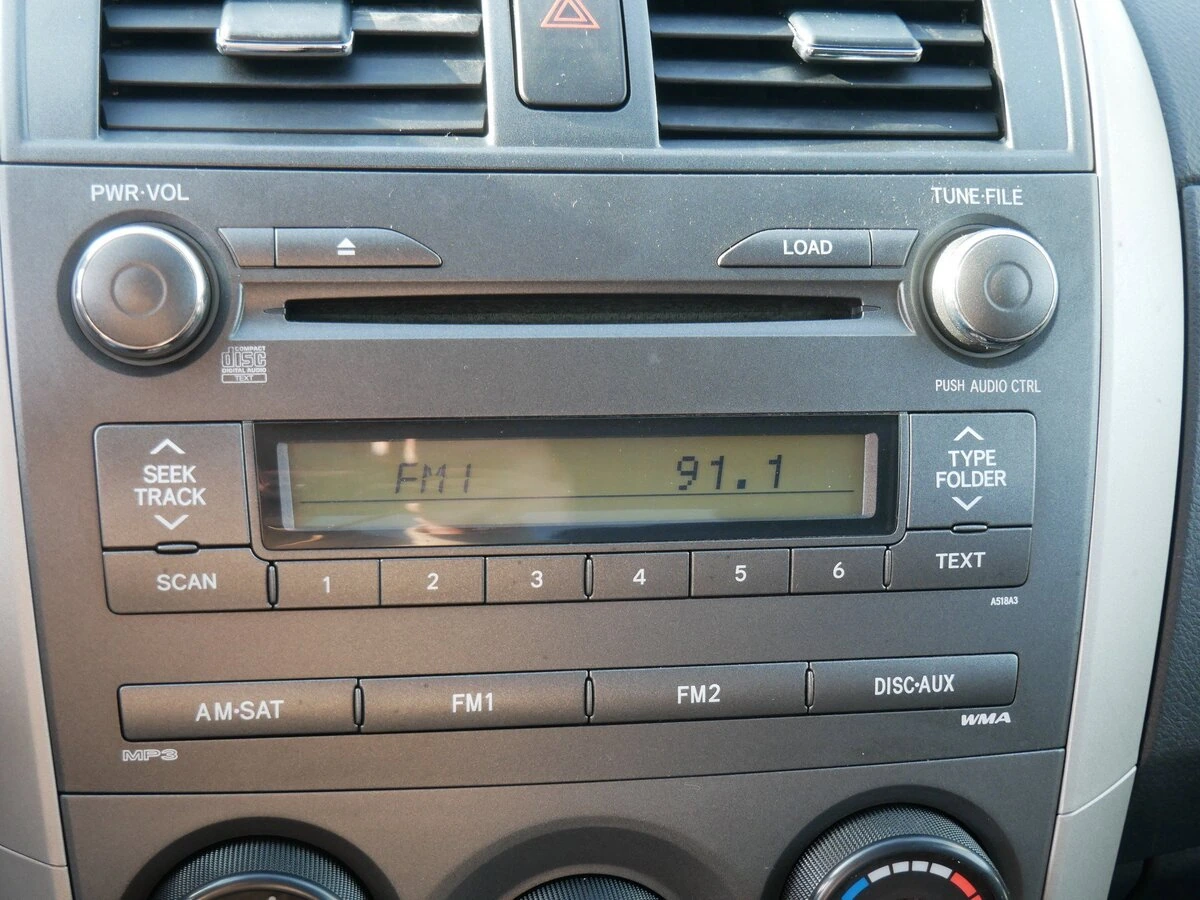 PWR·VOL
TUNE·FILE
LOAD
COMPACT
disc
DIGITAL AUDIO
TEXT
PUSH AUDIO CTRL
SEEK
TRACK
FM1 91.1
TYPE
FOLDER
SCAN 1 2 3 4 5 6 TEXT
A518A3
AM·SAT FM1 FM2 DISC·AUX
MP3
WMA